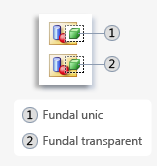 1
2
1 Fundal unic
2 Fundal transparent